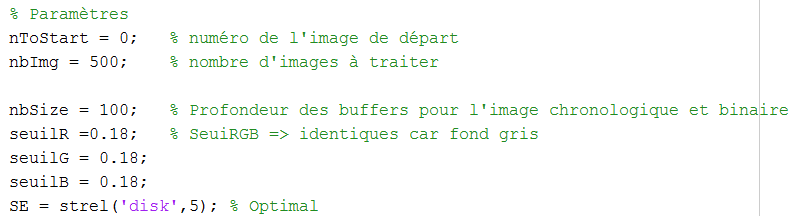 % Paramètres
nToStart = 0;   % numéro de l'image de départ
nbImg = 500;    % nombre d'images à traiter
nbSize = 100;   % Profondeur des buffers pour l'image chronologique et binaire
seuilR =0.18;   % SeuiRGB => identiques car fond gris
seuilG = 0.18;
seuilB = 0.18;
SE = strel('disk',5); % Optimal